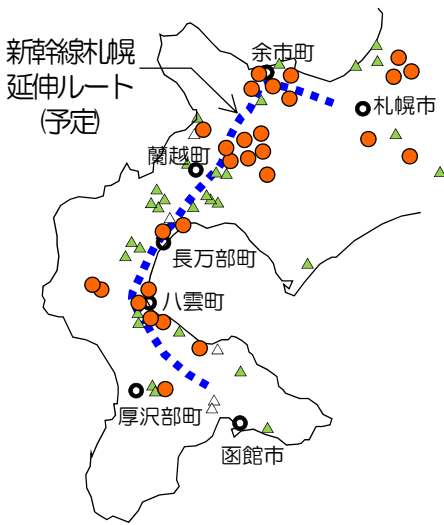 新幹線札幌
延伸ルート
(予定)
余市町
札幌市
蘭越町
長万部町
八雲町
厚沢部町
函館市